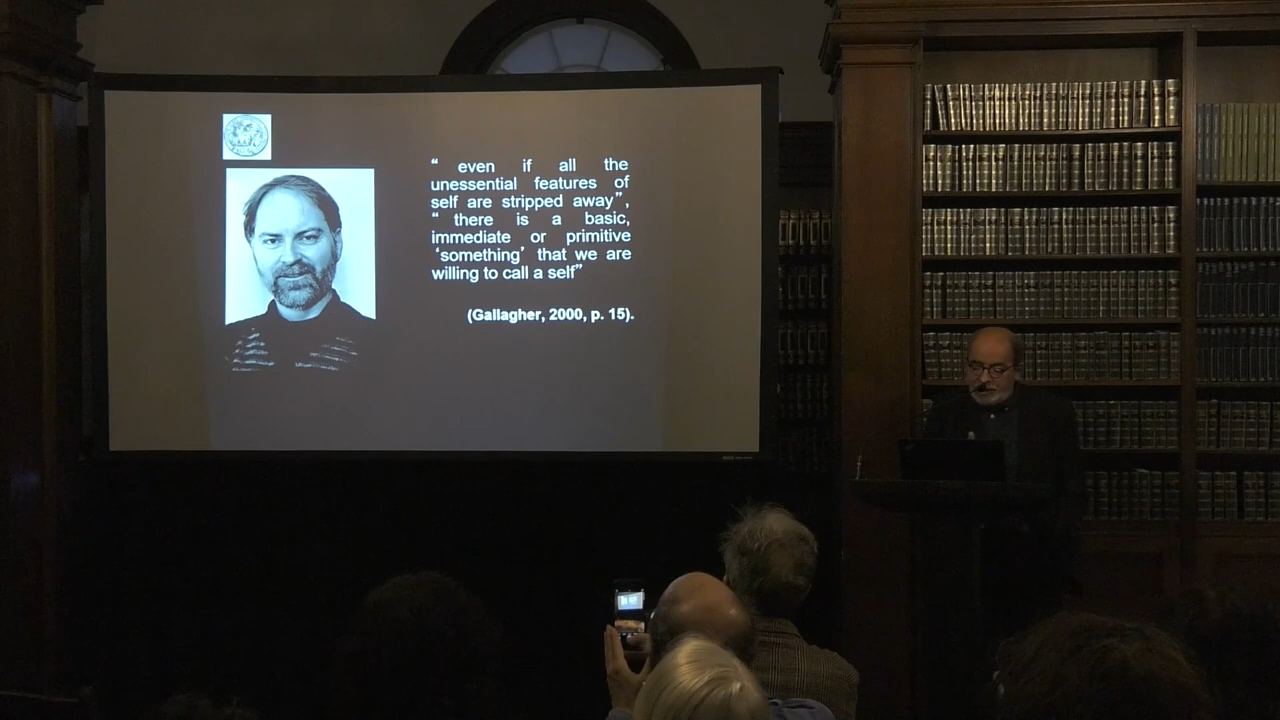 “ even if all the
unessential features of
self are stripped away”,
“ there is a basic,
immediate or primitive
‘something’ that we are
willing to call a self”
(Gallagher, 2000, p. 15).